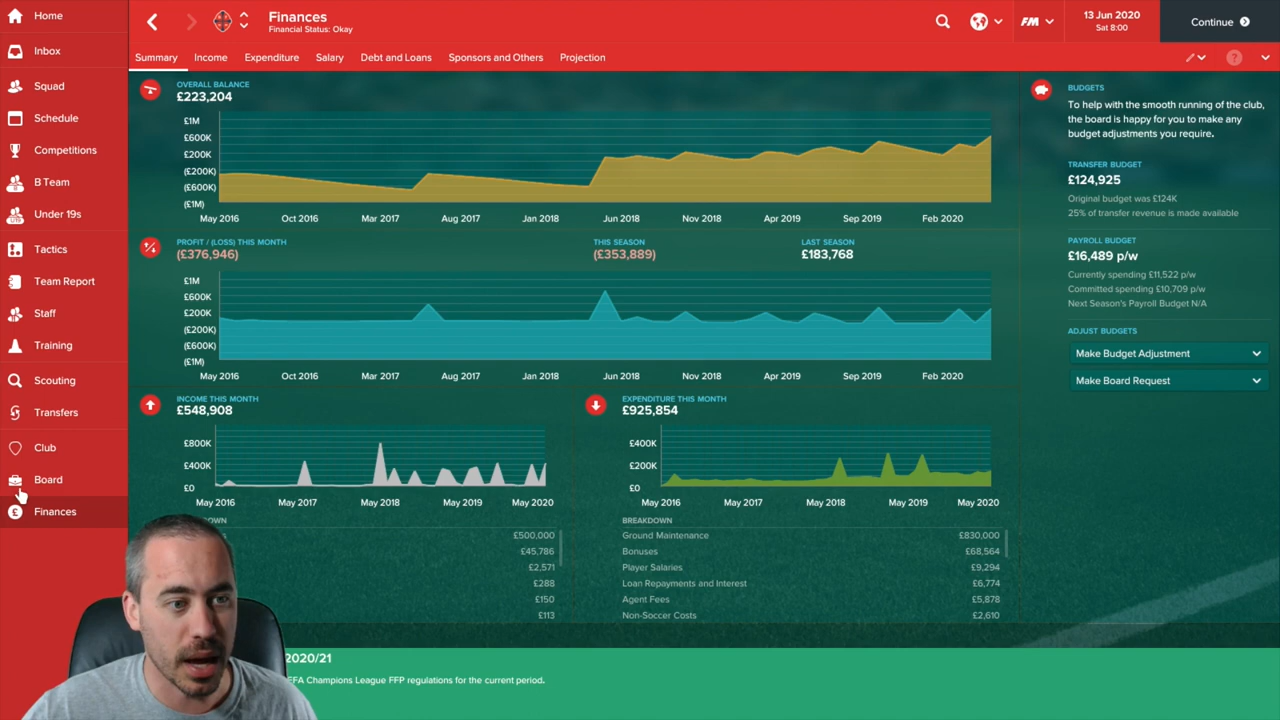 Home
Inbox
Squad
Schedule
Competitions
B Team
Under 19s
Tactics
Team Report
Staff
Training
Scouting
Transfers
Club
Board
£ Finances
Finances
Financial Status: Okay
FM
13 Jun 2020
Sat 8:00
Continue
Summary Income Expenditure Salary Debt and Loans Sponsors and Others Projection
?
OVERALL BALANCE
£223,204
£1M
£600K
£200K
(£200K)
(£600K)
(£1M)
May 2016 Oct 2016 Mar 2017 Aug 2017 Jan 2018 Jun 2018 Nov 2018 Apr 2019 Sep 2019 Feb 2020
PROFIT / (LOSS) THIS MONTH
(£376,946)
THIS SEASON
(£353,889)
LAST SEASON
£183,768
£1M
£600K
£200K
(£200K)
(£600K)
(£1M)
May 2016 Oct 2016 Mar 2017 Aug 2017 Jan 2018 Jun 2018 Nov 2018 Apr 2019 Sep 2019 Feb 2020
INCOME THIS MONTH
£548,908
£800K
£400K
£0
May 2016 May 2017 May 2018 May 2019 May 2020
£500,000
£45,786
£2,571
£288
£150
£113
EXPENDITURE THIS MONTH
£925,854
£400K
£200K
£0
May 2016 May 2017 May 2018 May 2019 May 2020
BREAKDOWN
Ground Maintenance £830,000
Bonuses £68,564
Player Salaries £9,294
Loan Repayments and Interest £6,774
Agent Fees £5,878
Non-Soccer Costs £2,610
BUDGETS
To help with the smooth running of the club,
the board is happy for you to make any
budget adjustments you require.
TRANSFER BUDGET
£124,925
Original budget was £124K
25% of transfer revenue is made available
PAYROLL BUDGET
£16,489 p/w
Currently spending £11,522 p/w
Committed spending £10,709 p/w
Next Season's Payroll Budget N/A
ADJUST BUDGETS
Make Budget Adjustment
Make Board Request
2020/21
EFA Champions League FFP regulations for the current period.